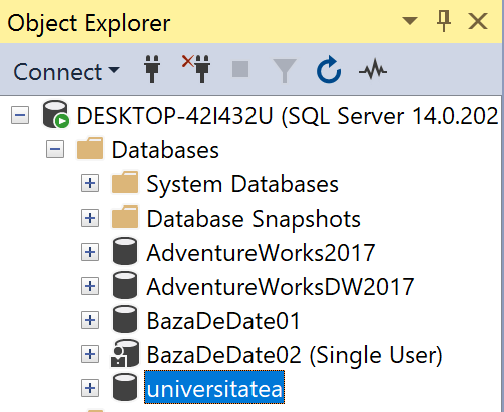 Object Explorer
Connect
DESKTOP-42I432U (SQL Server 14.0.202
Databases
System Databases
Database Snapshots
AdventureWorks2017
AdventureWorksDW2017
BazaDeDate01
BazaDeDate02 (Single User)
universitatea